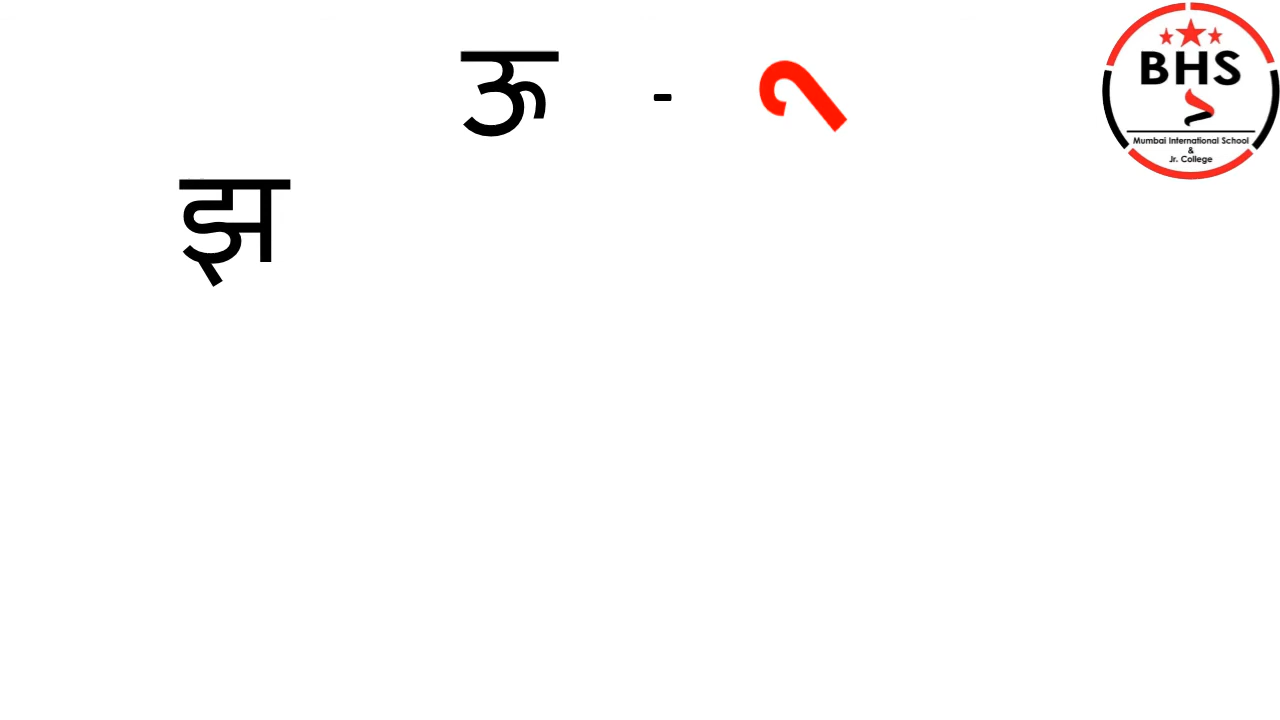 ऊ - ू
झ
BHS
Mumbai International School
&
Jr. College